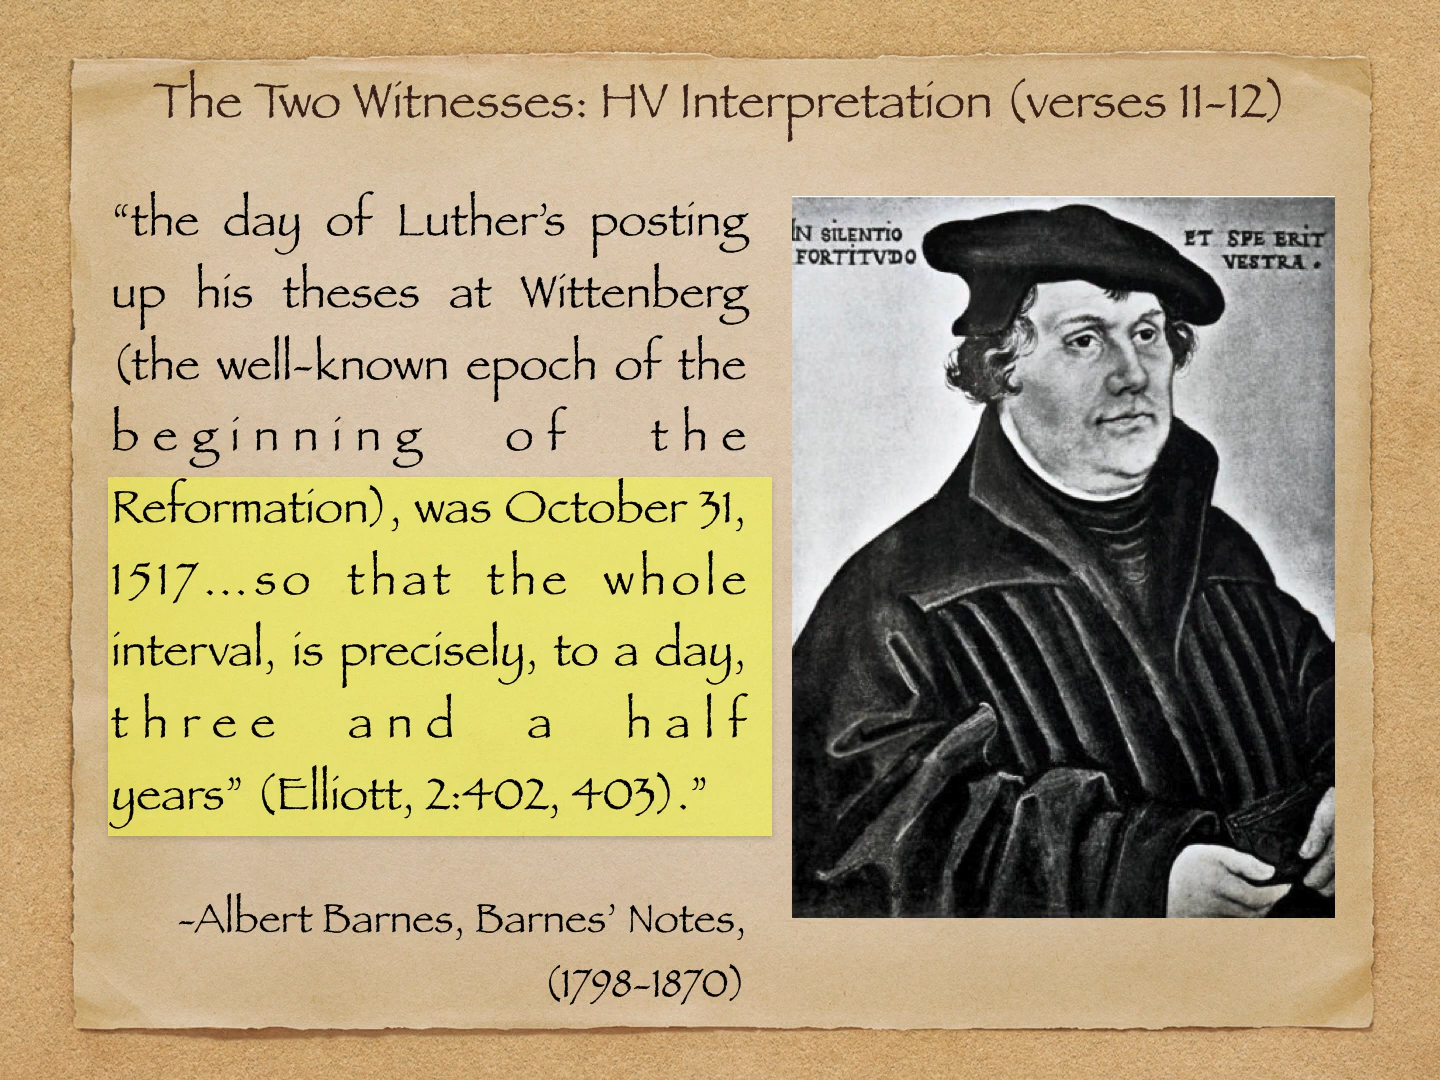 The Two Witnesses: HV Interpretation (verses 11-12)
“the day of Luther’s posting
up his theses at Wittenberg
(the well-known epoch of the
beginning of the
Reformation), was October 31,
1517...so that the whole
interval, is precisely, to a day,
three and a half
years” (Elliott, 2:402, 403).”
-Albert Barnes, Barnes’ Notes,
(1798-1870)
IN SILENTIO
FORTITVDO
ET SPE ERIT
VESTRA .